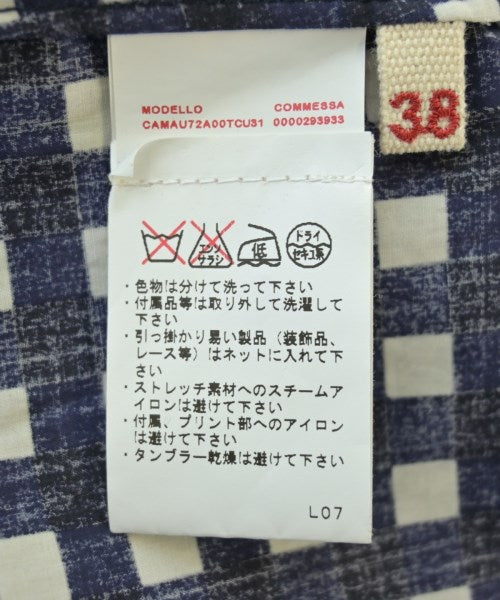 MODELLO COMMESSA
CAMAU72A00TCU31 0000293933
38
エンソ サラシ 低 ドライ セキユ系
・色物は分けて洗って下さい
・付属品等は取り外して洗濯して
下さい
・引っ掛かり易い製品（装飾品、
レース等）はネットに入れて下
さい
・ストレッチ素材へのスチームア
イロンは避けて下さい
・付属、プリント部へのアイロン
は避けて下さい
・タンブラー乾燥は避けて下さい
L07